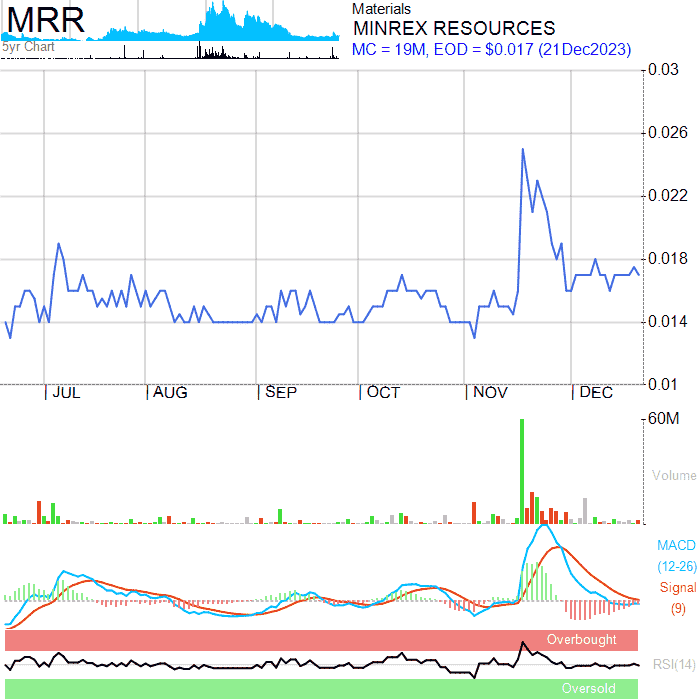 MRR
5yr Chart
Materials
MINREX RESOURCES
MC = 19M, EOD = $0.017 (21Dec2023)
0.03
0.026
0.022
0.018
0.014
0.01
JUL AUG SEP OCT NOV DEC
60M
Volume
MACD
(12-26)
Signal
(9)
Overbought
RSI(14)
Oversold